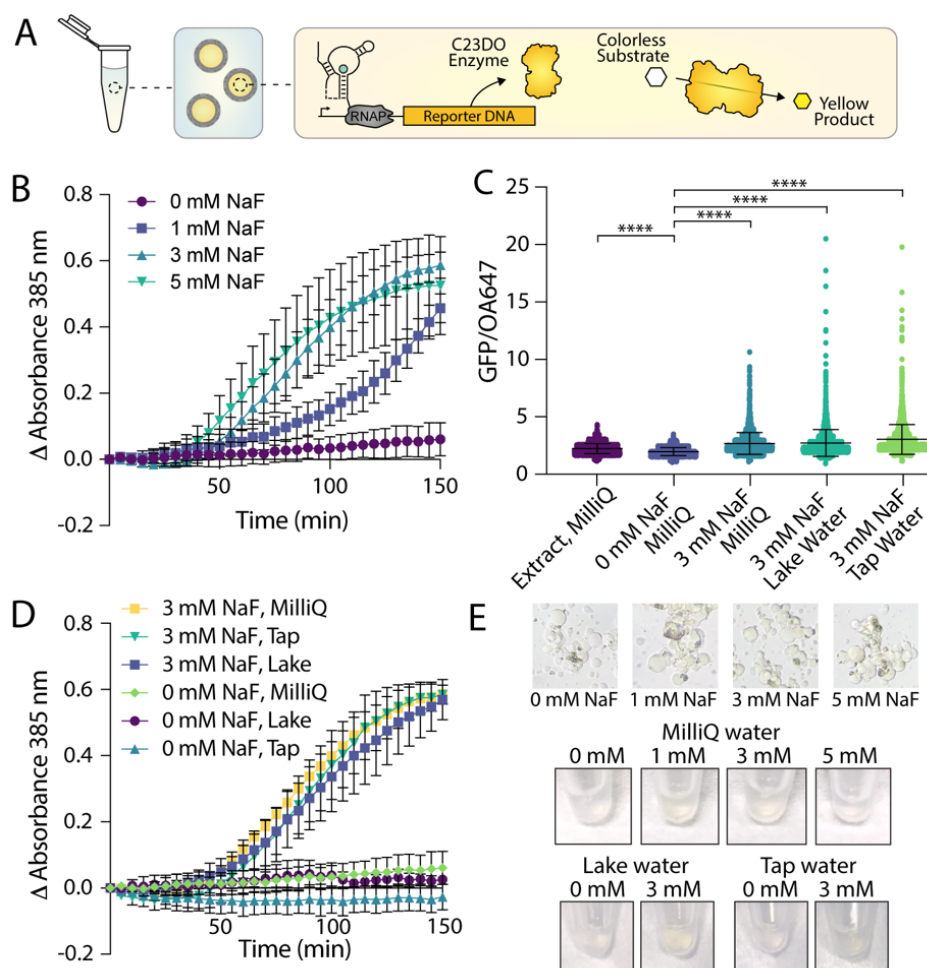 A
RNAP
Reporter DNA
C23DO
Enzyme
Colorless
Substrate
Yellow
Product
B
0.8
0.6
0.4
0.2
0.0
-0.2
Δ Absorbance 385 nm
0 mM NaF
1 mM NaF
3 mM NaF
5 mM NaF
50
100
150
Time (min)
C
25
20
15
10
5
0
GFP/OA647
****
****
****
****
Extract, MilliQ
0 mM NaF
MilliQ
3 mM NaF
MilliQ
3 mM NaF
Lake Water
3 mM NaF
Tap Water
D
3 mM NaF, MilliQ
3 mM NaF, Tap
3 mM NaF, Lake
0 mM NaF, MilliQ
0 mM NaF, Lake
0 mM NaF, Tap
0.8
0.6
0.4
0.2
0.0
-0.2
Δ Absorbance 385 nm
50
100
150
Time (min)
E
0 mM NaF 1 mM NaF 3 mM NaF 5 mM NaF
MilliQ water
0 mM 1 mM 3 mM 5 mM
Lake water Tap water
0 mM 3 mM 0 mM 3 mM